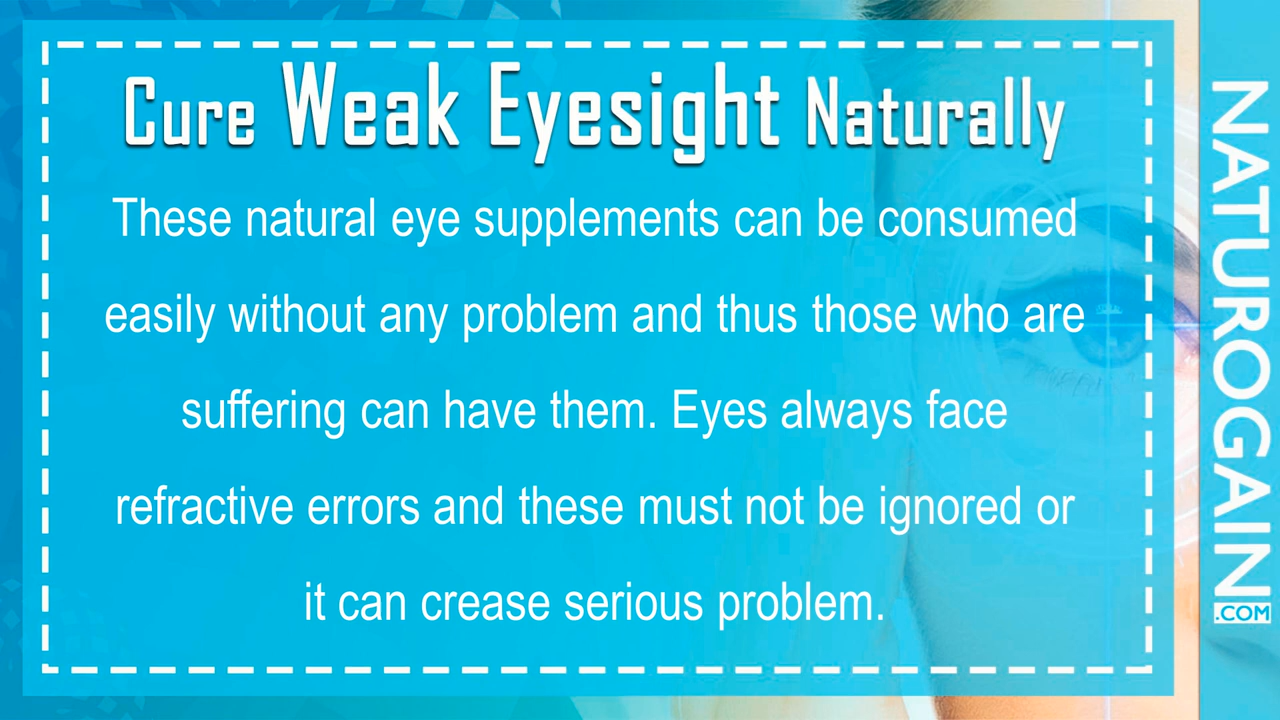 Cure Weak Eyesight Naturally
These natural eye supplements can be consumed
easily without any problem and thus those who are
suffering can have them. Eyes always face
refractive errors and these must not be ignored or
it can crease serious problem.
NATUROGAIN
.COM